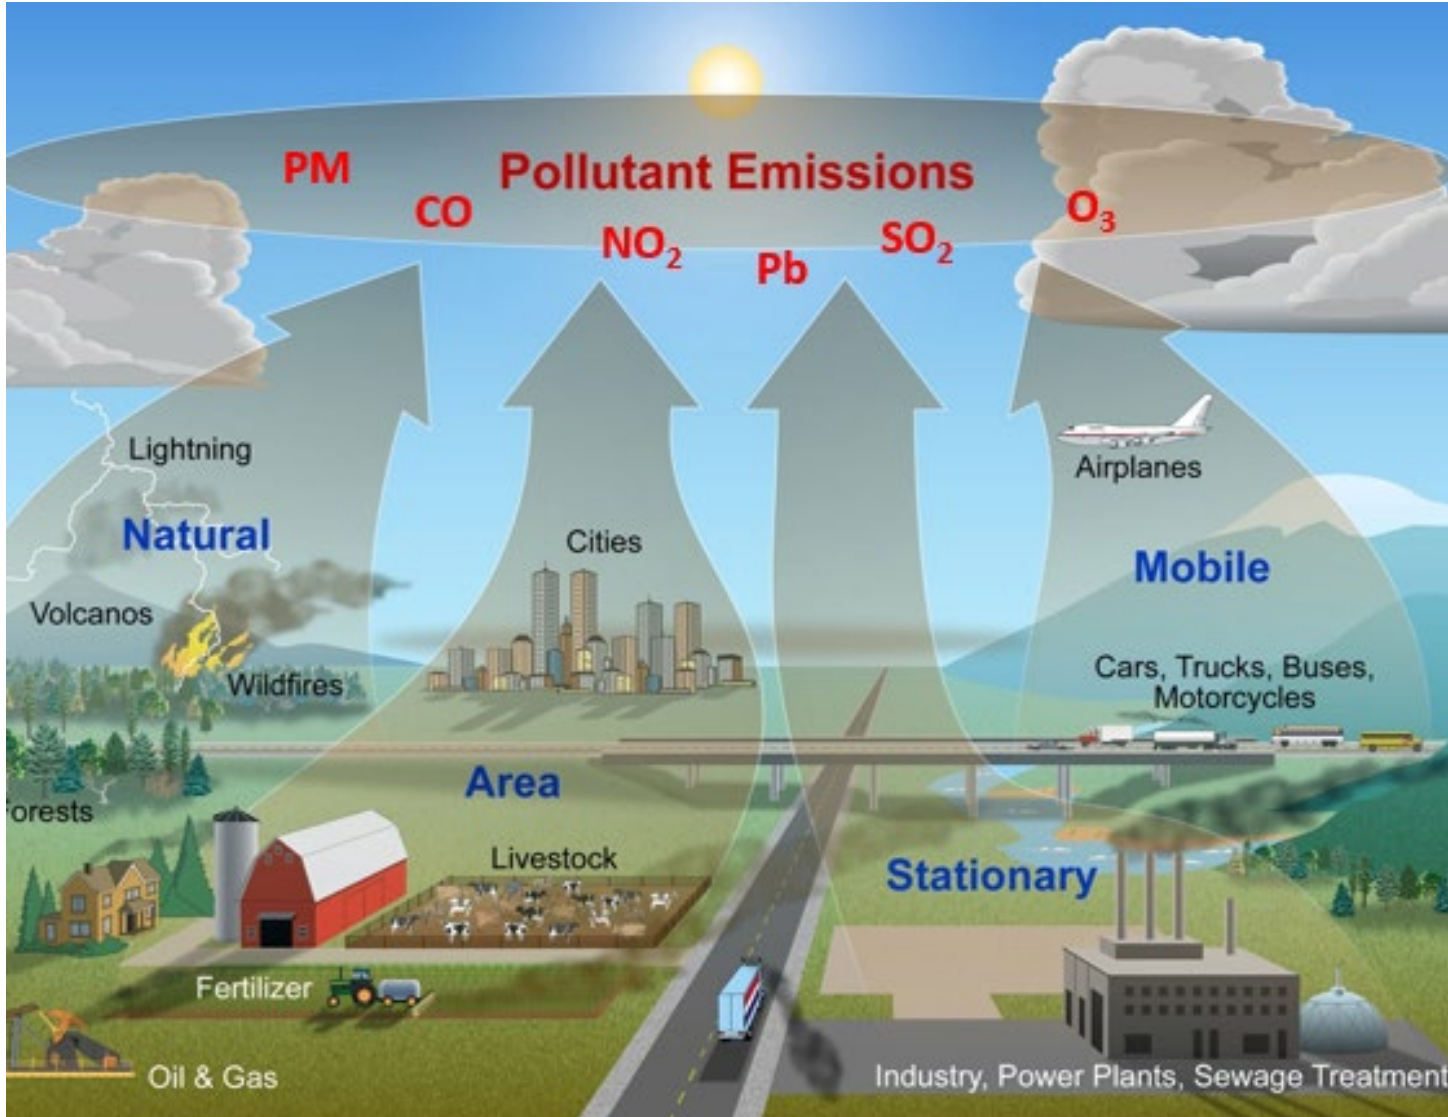 PM
Pollutant Emissions
CO
O₃
NO₂
SO₂
Pb
Lightning
Airplanes
Natural
Cities
Mobile
Volcanos
Wildfires
Cars, Trucks, Buses,
Motorcycles
Area
Forests
Livestock
Stationary
Fertilizer
Oil & Gas
Industry, Power Plants, Sewage Treatment